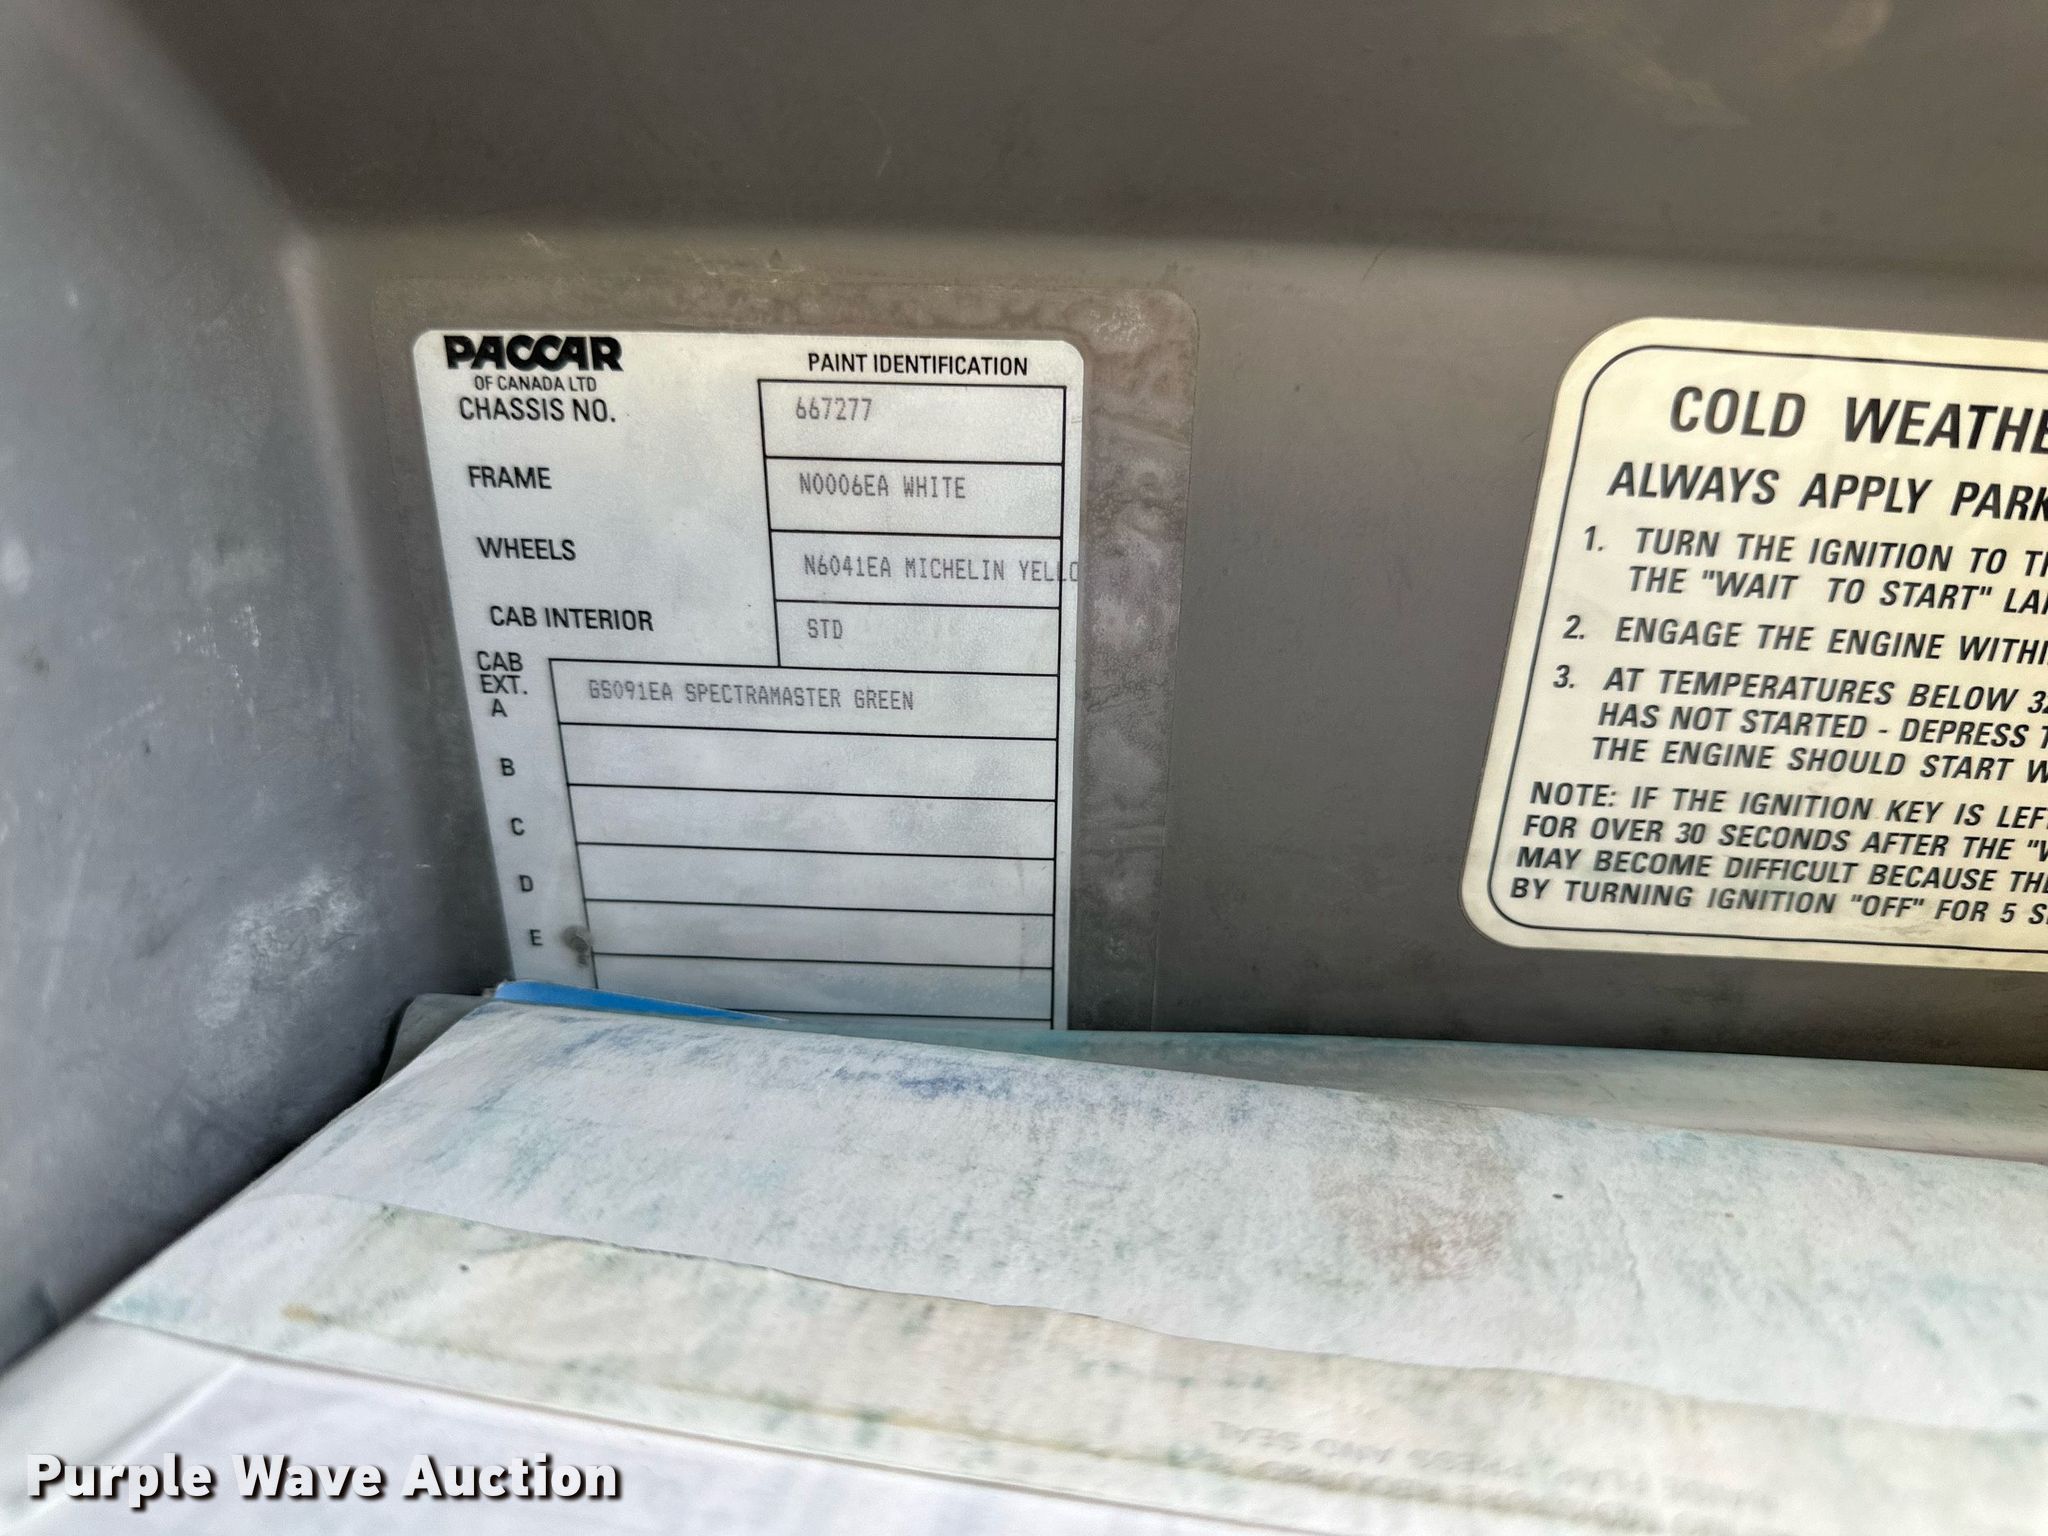 PACCAR
OF CANADA LTD
PAINT IDENTIFICATION
CHASSIS NO. 667277
FRAME N0006EA WHITE
WHEELS N6041EA MICHELIN YELLO
CAB INTERIOR STD
CAB
EXT.
A GS091EA SPECTRAMASTER GREEN
B
C
D
E
COLD WEATHE
ALWAYS APPLY PARK
1. TURN THE IGNITION TO TH
THE "WAIT TO START" LA
2. ENGAGE THE ENGINE WITHI
3. AT TEMPERATURES BELOW 32
HAS NOT STARTED - DEPRESS T
THE ENGINE SHOULD START W
NOTE: IF THE IGNITION KEY IS LEF
FOR OVER 30 SECONDS AFTER THE "W
MAY BECOME DIFFICULT BECAUSE THE
BY TURNING IGNITION "OFF" FOR 5 S
Purple Wave Auction